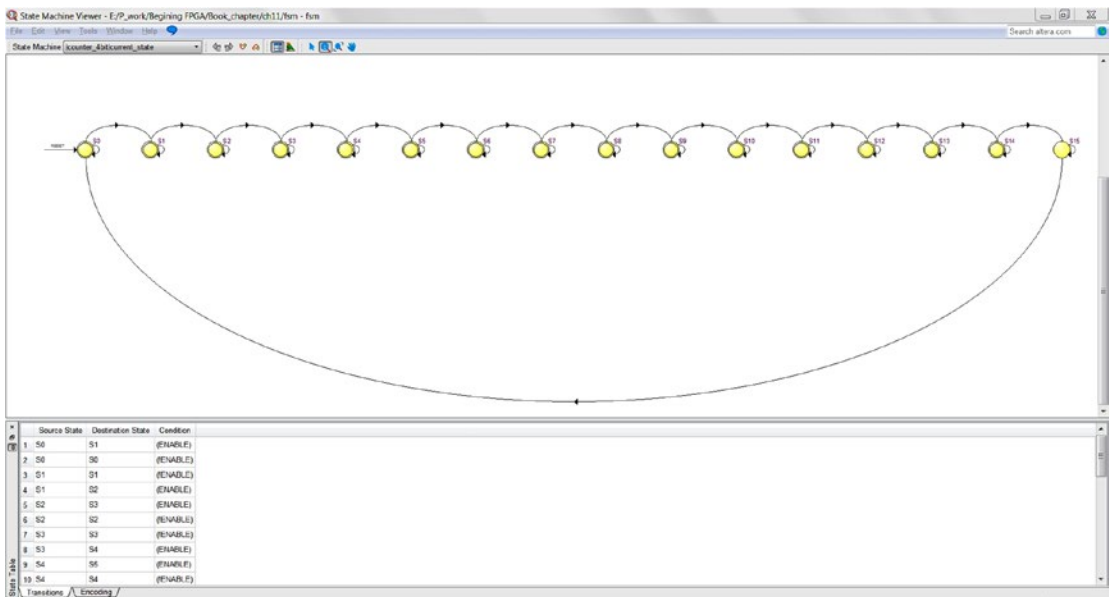 State Machine Viewer - E:/P_work/Begining FPGA/Book_chapter/ch11/fsm - fsm
File Edit View Tools Window Help
Search altera.com
State Machine |counter_4bit|current_state
reset
S0 S1 S2 S3 S4 S5 S6 S7 S8 S9 S10 S11 S12 S13 S14 S15
Source State Destination State Condition
1 S0 S1 (ENABLE)
2 S0 S0 (!ENABLE)
3 S1 S1 (!ENABLE)
4 S1 S2 (ENABLE)
5 S2 S3 (ENABLE)
6 S2 S2 (!ENABLE)
7 S3 S3 (!ENABLE)
8 S3 S4 (ENABLE)
9 S4 S5 (ENABLE)
10 S4 S4 (!ENABLE)
State Table
Transitions Encoding